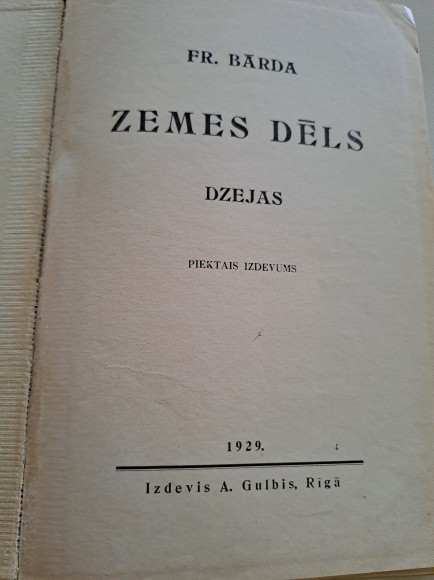 FR. BĀRDA
ZEMES DĒLS
DZEJAS
PIEKTAIS IZDEVUMS
1929.
Izdevis A. Gulbis, Rīgā